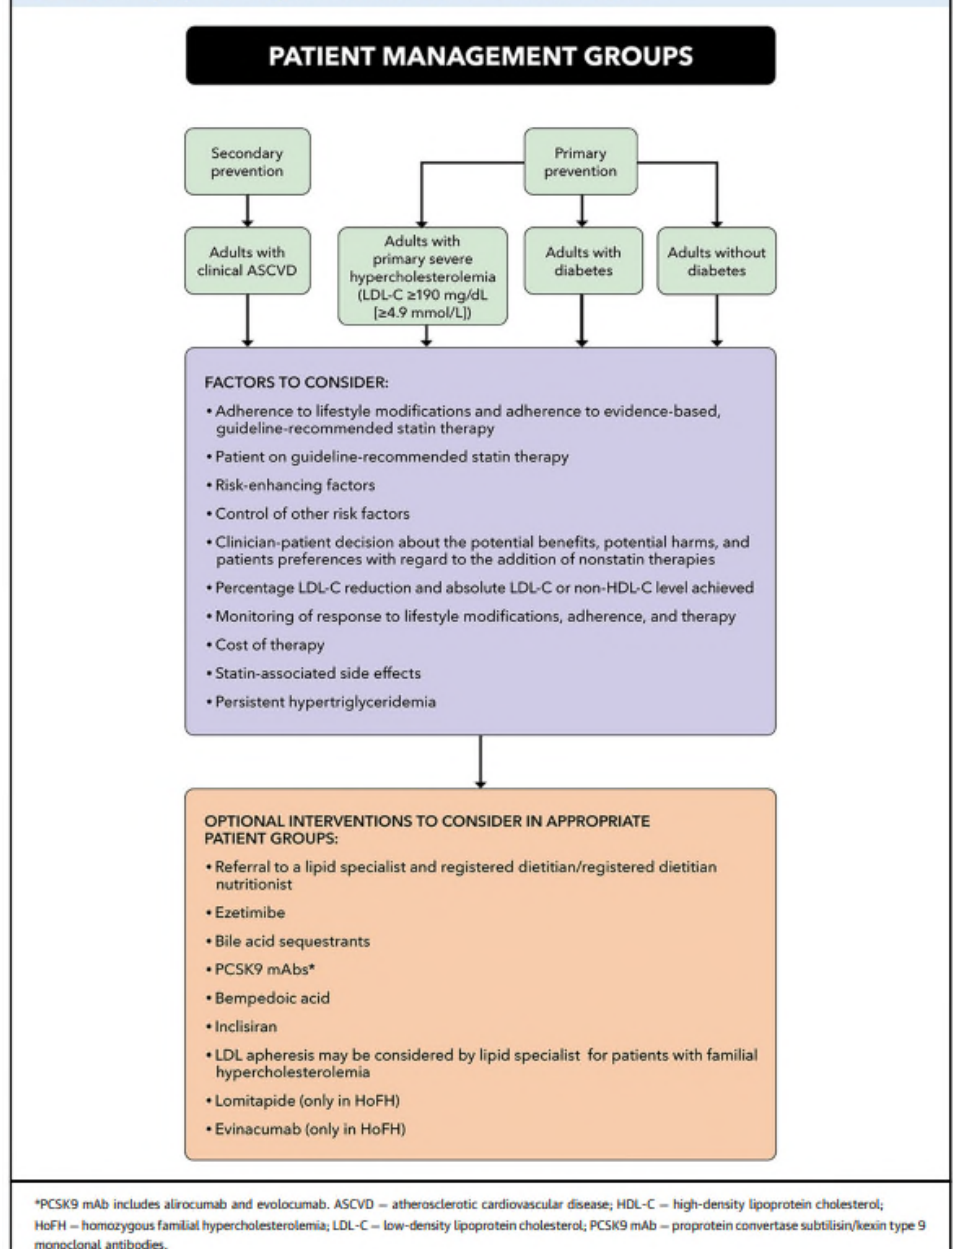 PATIENT MANAGEMENT GROUPS
Secondary
prevention
Primary
prevention
Adults with
clinical ASCVD
Adults with
primary severe
hypercholesterolemia
(LDL-C ≥190 mg/dL
[≥4.9 mmol/L])
Adults with
diabetes
Adults without
diabetes
FACTORS TO CONSIDER:
• Adherence to lifestyle modifications and adherence to evidence-based,
guideline-recommended statin therapy
• Patient on guideline-recommended statin therapy
• Risk-enhancing factors
• Control of other risk factors
• Clinician-patient decision about the potential benefits, potential harms, and
patients preferences with regard to the addition of nonstatin therapies
• Percentage LDL-C reduction and absolute LDL-C or non-HDL-C level achieved
• Monitoring of response to lifestyle modifications, adherence, and therapy
• Cost of therapy
• Statin-associated side effects
• Persistent hypertriglyceridemia
OPTIONAL INTERVENTIONS TO CONSIDER IN APPROPRIATE
PATIENT GROUPS:
• Referral to a lipid specialist and registered dietitian/registered dietitian
nutritionist
• Ezetimibe
• Bile acid sequestrants
• PCSK9 mAbs*
• Bempedoic acid
• Inclisiran
• LDL apheresis may be considered by lipid specialist for patients with familial
hypercholesterolemia
• Lomitapide (only in HoFH)
• Evinacumab (only in HoFH)
*PCSK9 mAb includes alirocumab and evolocumab. ASCVD – atherosclerotic cardiovascular disease; HDL-C – high-density lipoprotein cholesterol;
HoFH – homozygous familial hypercholesterolemia; LDL-C – low-density lipoprotein cholesterol; PCSK9 mAb – proprotein convertase subtilisin/kexin type 9
monoclonal antibodies.